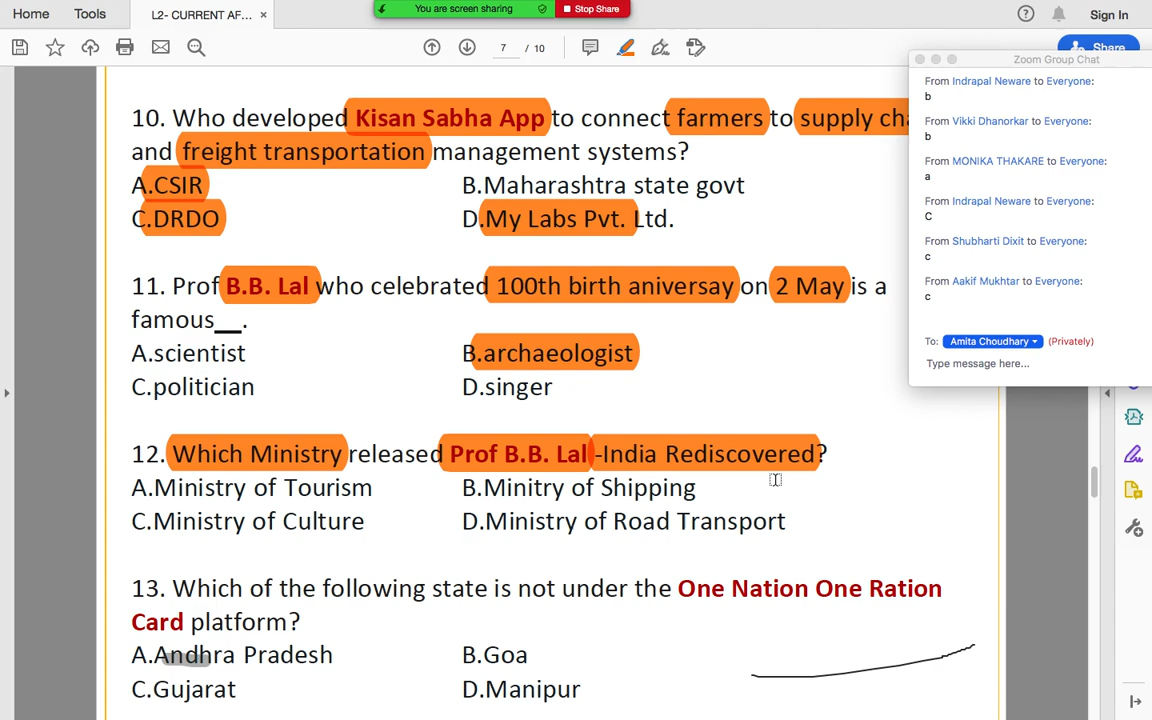 Home Tools L2- CURRENT AF... × You are screen sharing Stop Share Sign In
7 / 10 Share
Zoom Group Chat
From Indrapal Neware to Everyone:
b
From Vikki Dhanorkar to Everyone:
b
From MONIKA THAKARE to Everyone:
a
From Indrapal Neware to Everyone:
C
From Shubharti Dixit to Everyone:
c
From Aakif Mukhtar to Everyone:
c
To: Amita Choudhary (Privately)
Type message here...
10. Who developed Kisan Sabha App to connect farmers to supply cha
and freight transportation management systems?
A.CSIR B.Maharashtra state govt
C.DRDO D.My Labs Pvt. Ltd.
11. Prof B.B. Lal who celebrated 100th birth aniversay on 2 May is a
famous__.
A.scientist B.archaeologist
C.politician D.singer
12. Which Ministry released Prof B.B. Lal -India Rediscovered?
A.Ministry of Tourism B.Minitry of Shipping
C.Ministry of Culture D.Ministry of Road Transport
13. Which of the following state is not under the One Nation One Ration
Card platform?
A.Andhra Pradesh B.Goa
C.Gujarat D.Manipur